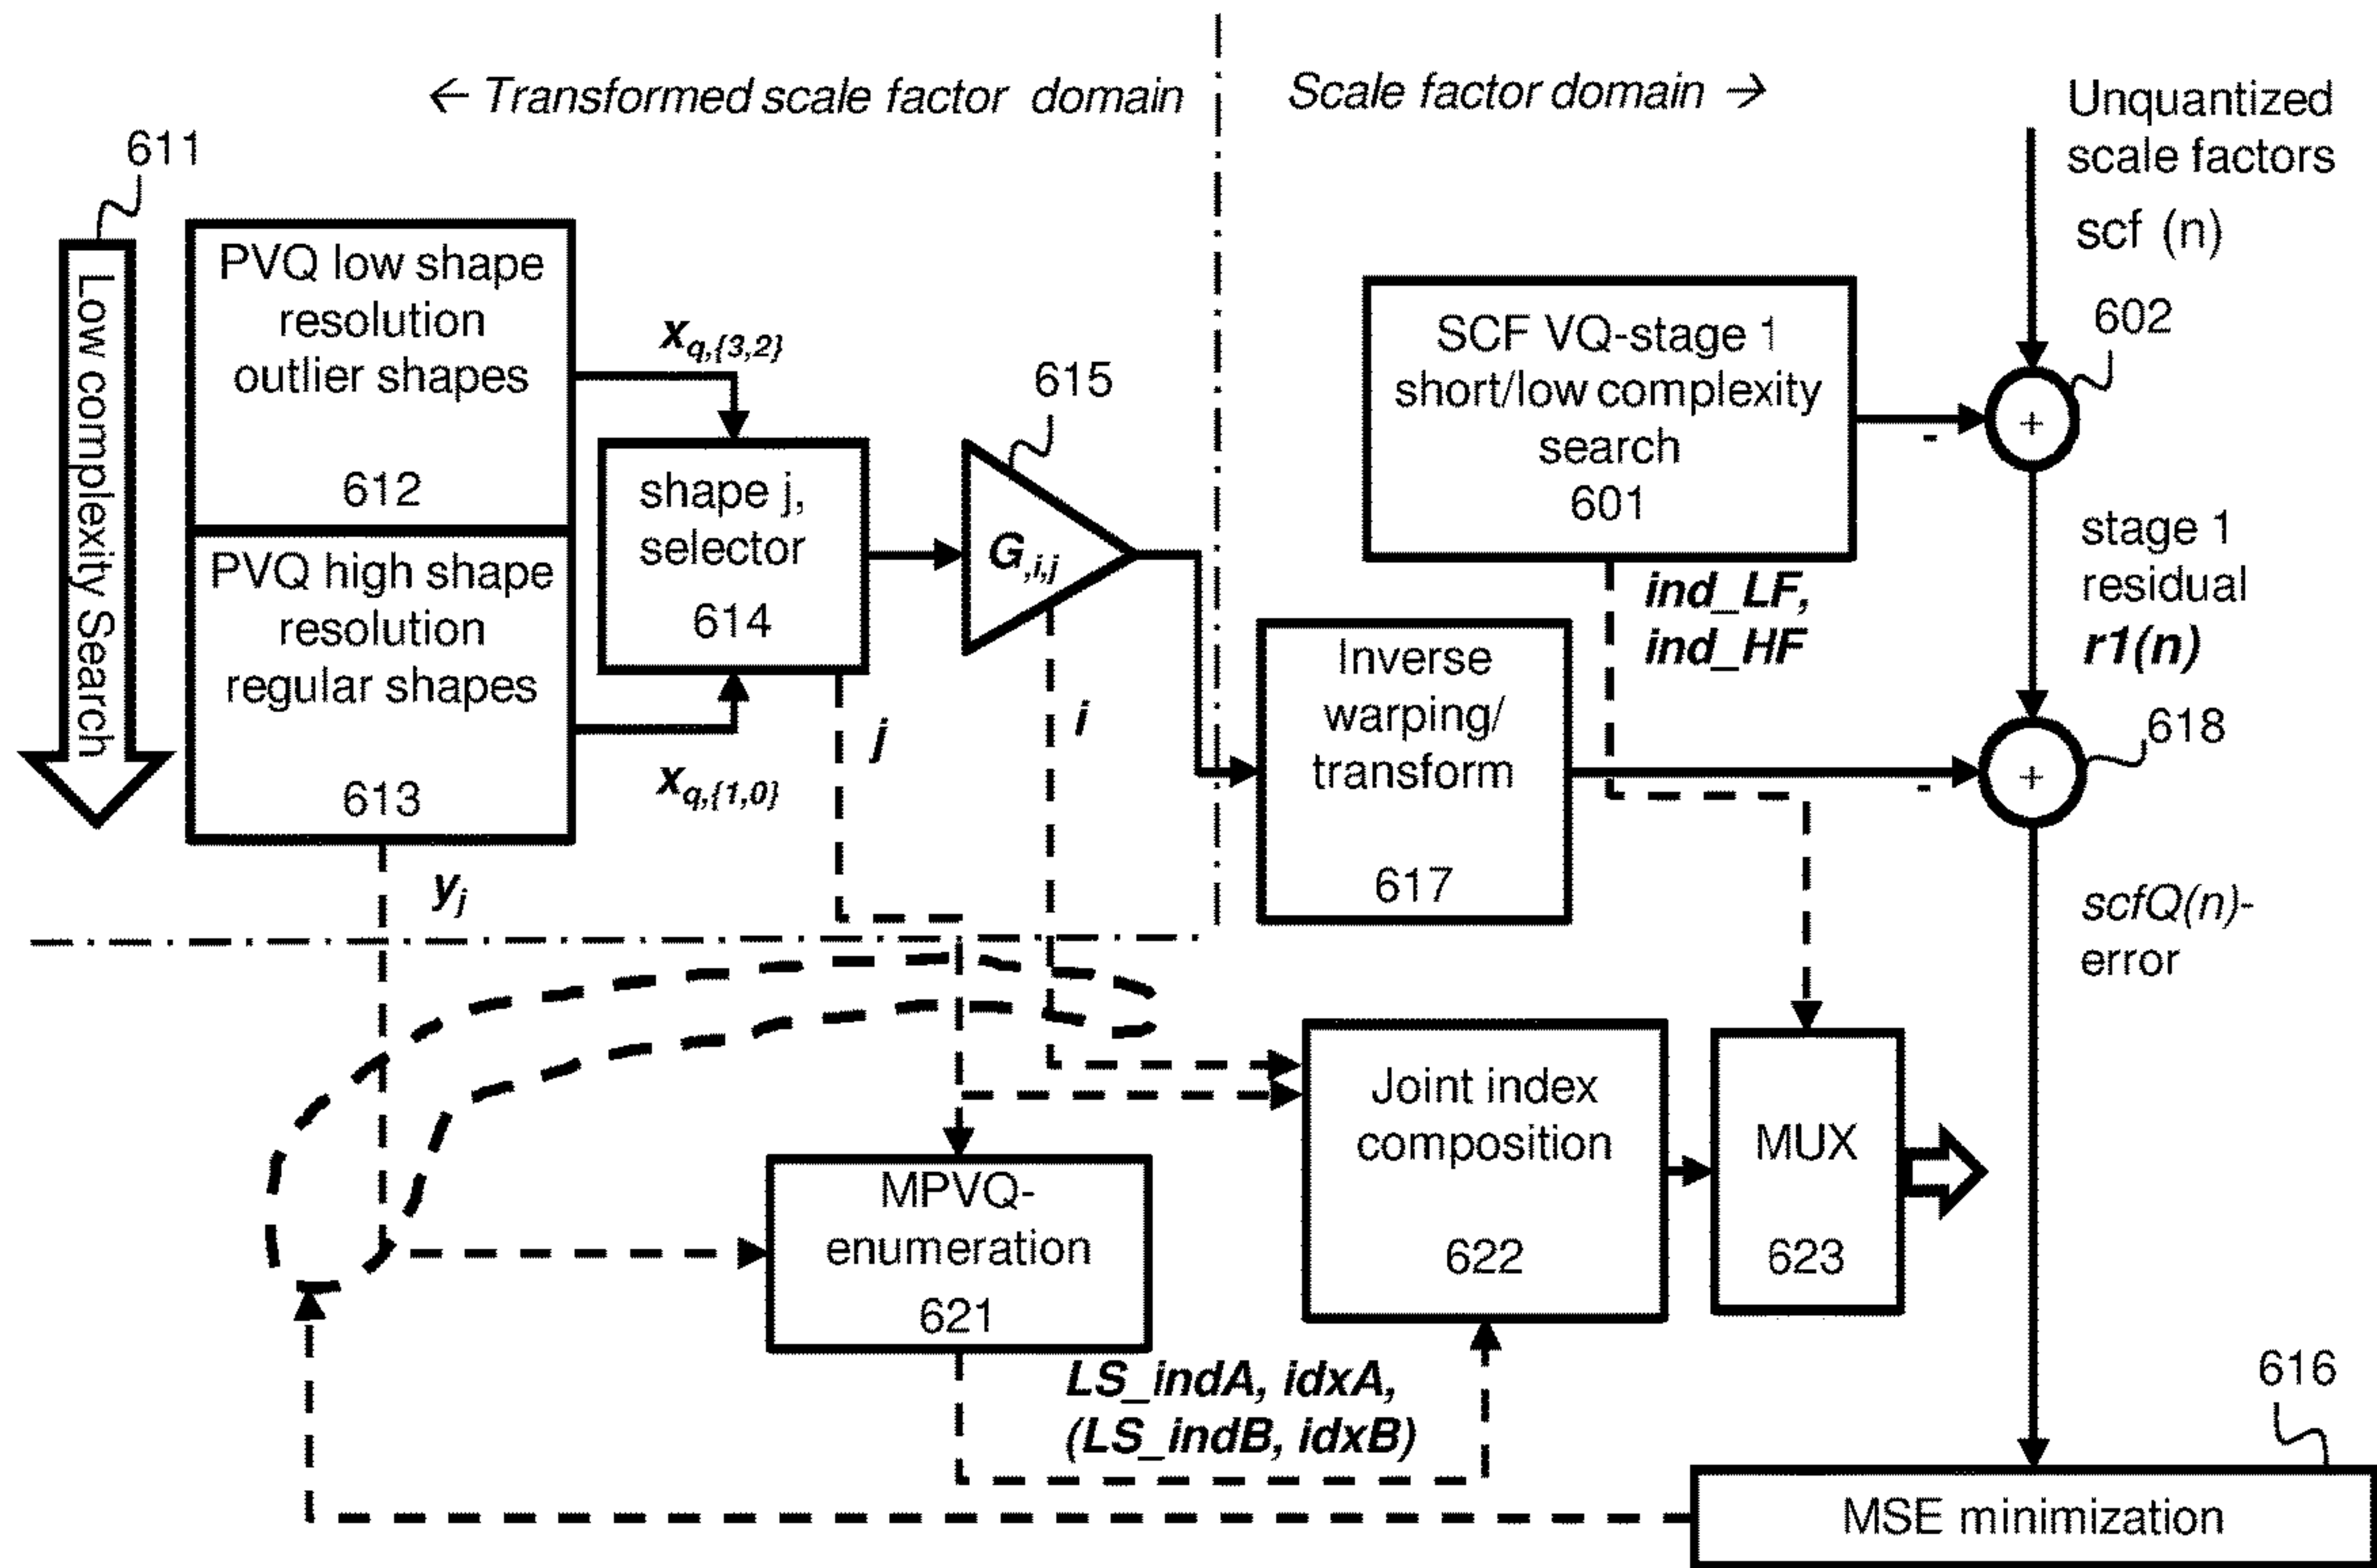 ← Transformed scale factor domain
Scale factor domain →
Unquantized
scale factors
scf (n)
611
Low complexity Search
PVQ low shape
resolution
outlier shapes
612
PVQ high shape
resolution
regular shapes
613
x q,{3,2}
x q,{1,0}
shape j,
selector
614
615
G,i,j
SCF VQ-stage 1
short/low complexity
search
601
602
+
-
stage 1
residual
r1(n)
ind_LF,
ind_HF
Inverse
warping/
transform
617
618
+
-
j
i
y j
scfQ(n)-
error
Joint index
composition
622
MUX
623
MPVQ-
enumeration
621
LS_indA, idxA,
(LS_indB, idxB)
616
MSE minimization